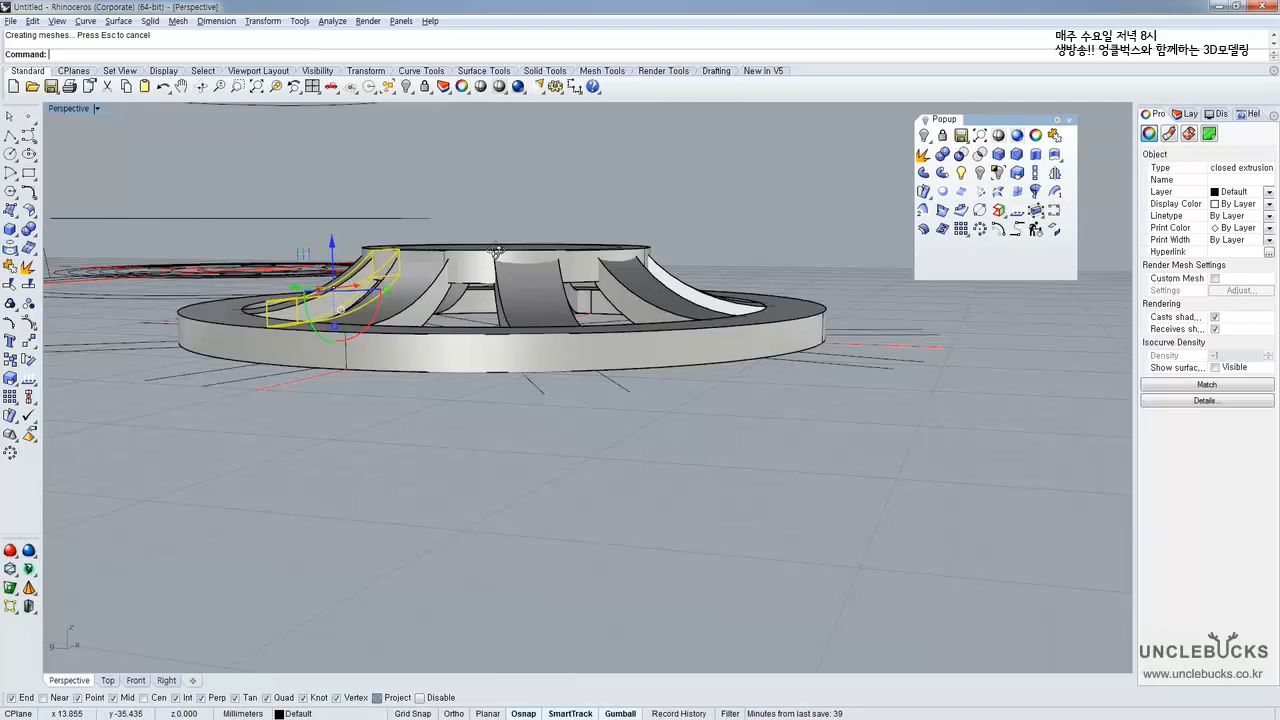 Untitled - Rhinoceros (Corporate) (64-bit) - [Perspective]
File Edit View Curve Surface Solid Mesh Dimension Transform Tools Analyze Render Panels Help
Creating meshes... Press Esc to cancel
매주 수요일 저녁 8시
Command:
생방송!! 엉클벅스와 함께하는 3D모델링
Standard CPlanes Set View Display Select Viewport Layout Visibility Transform Curve Tools Surface Tools Solid Tools Mesh Tools Render Tools Drafting New in V5
Perspective
Popup
Pro Lay Dis Hel
Object
Type closed extrusion
Name
Layer Default
Display Color By Layer
Linetype By Layer
Print Color By Layer
Print Width By Layer
Hyperlink
Render Mesh Settings
Custom Mesh
Settings Adjust...
Rendering
Casts shad...
Receives sh...
Isocurve Density
Density -1
Show surfac... Visible
Match
Details...
z
y x
UNCLEBUCKS
www.unclebucks.co.kr
Perspective Top Front Right
End Near Point Mid Cen Int Perp Tan Quad Knot Vertex Project Disable
CPlane x 13.855 y -35.435 z 0.000 Millimeters Default Grid Snap Ortho Planar Osnap SmartTrack Gumball Record History Filter Minutes from last save: 39